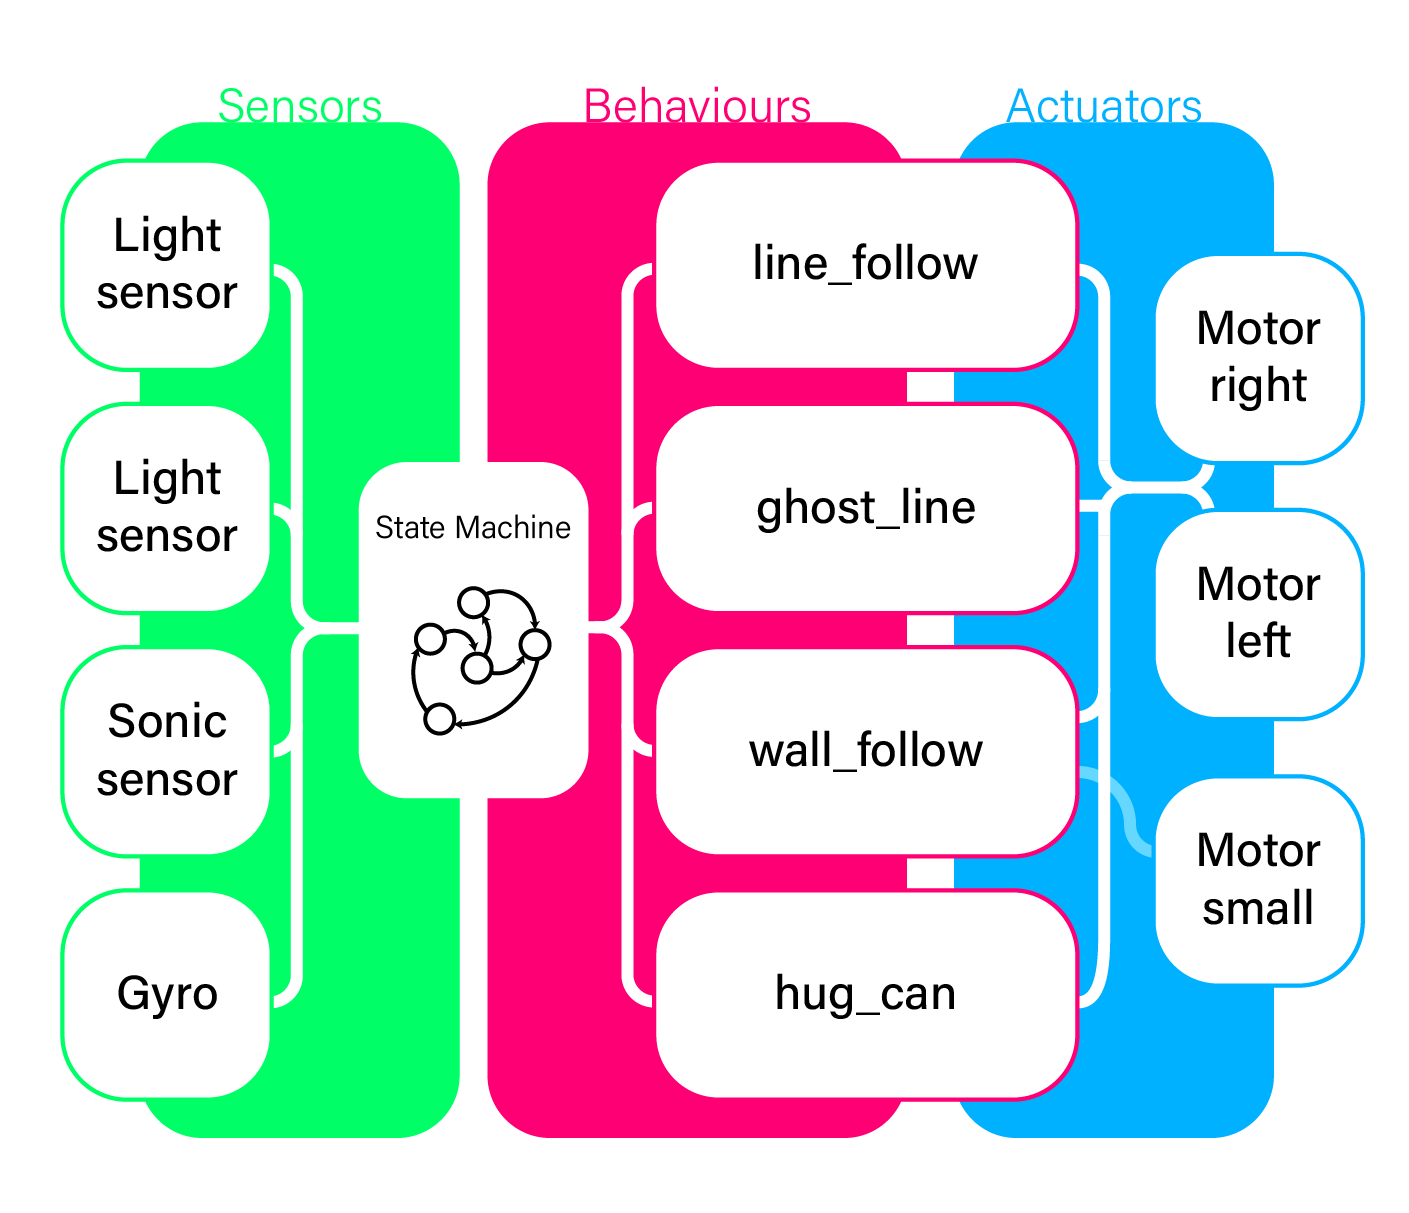 Sensors
Behaviours
Actuators
Light
sensor
Light
sensor
Sonic
sensor
Gyro
State Machine
line_follow
ghost_line
wall_follow
hug_can
Motor
right
Motor
left
Motor
small